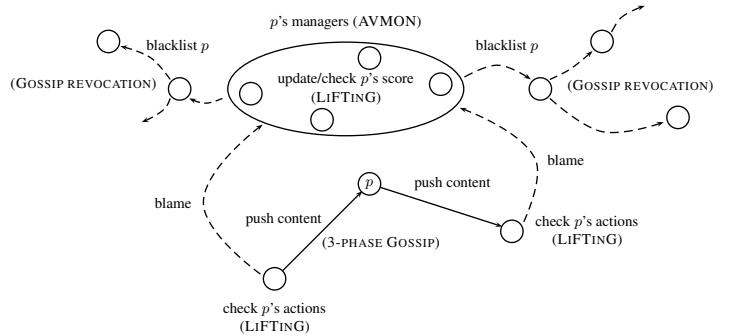 p's managers (AVMON)
blacklist p
blacklist p
(GOSSIP REVOCATION)
update/check p's score
(LIFTING)
(GOSSIP REVOCATION)
blame
blame
p
push content
push content
(3-PHASE GOSSIP)
check p's actions
(LIFTING)
check p's actions
(LIFTING)